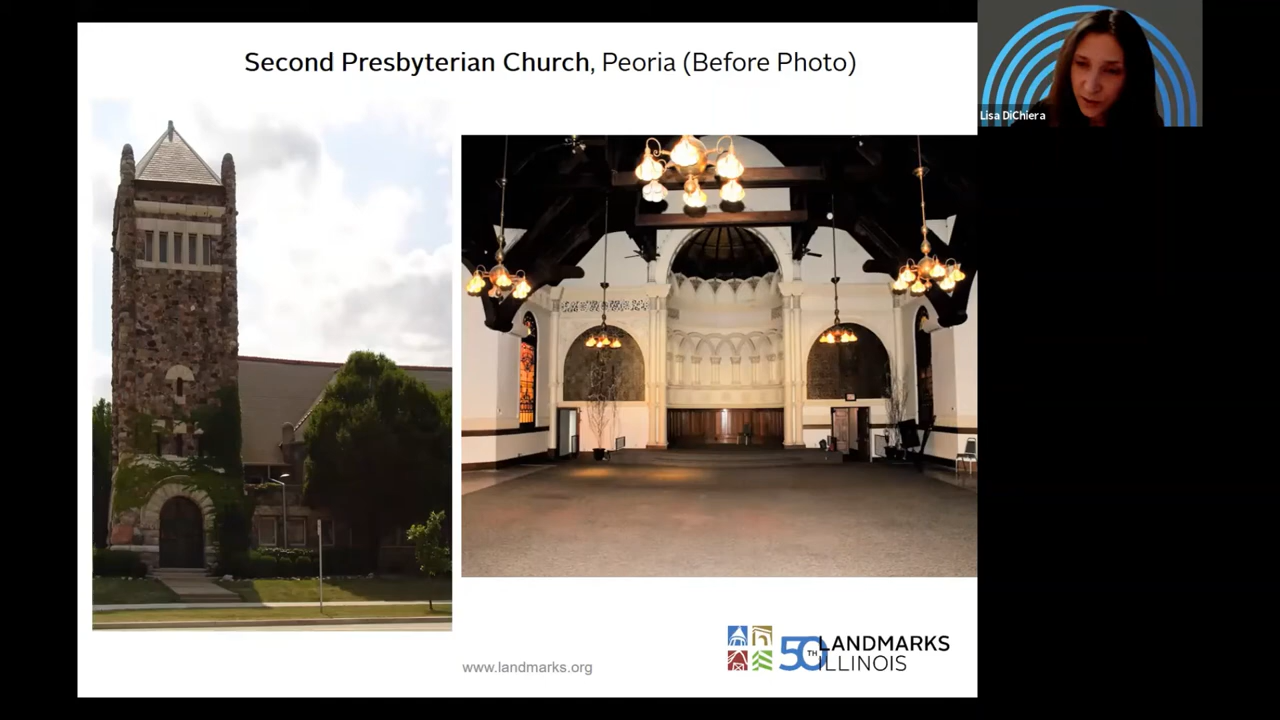 Second Presbyterian Church, Peoria (Before Photo)
Lisa DiChiera
www.landmarks.org
50TH LANDMARKS
ILLINOIS